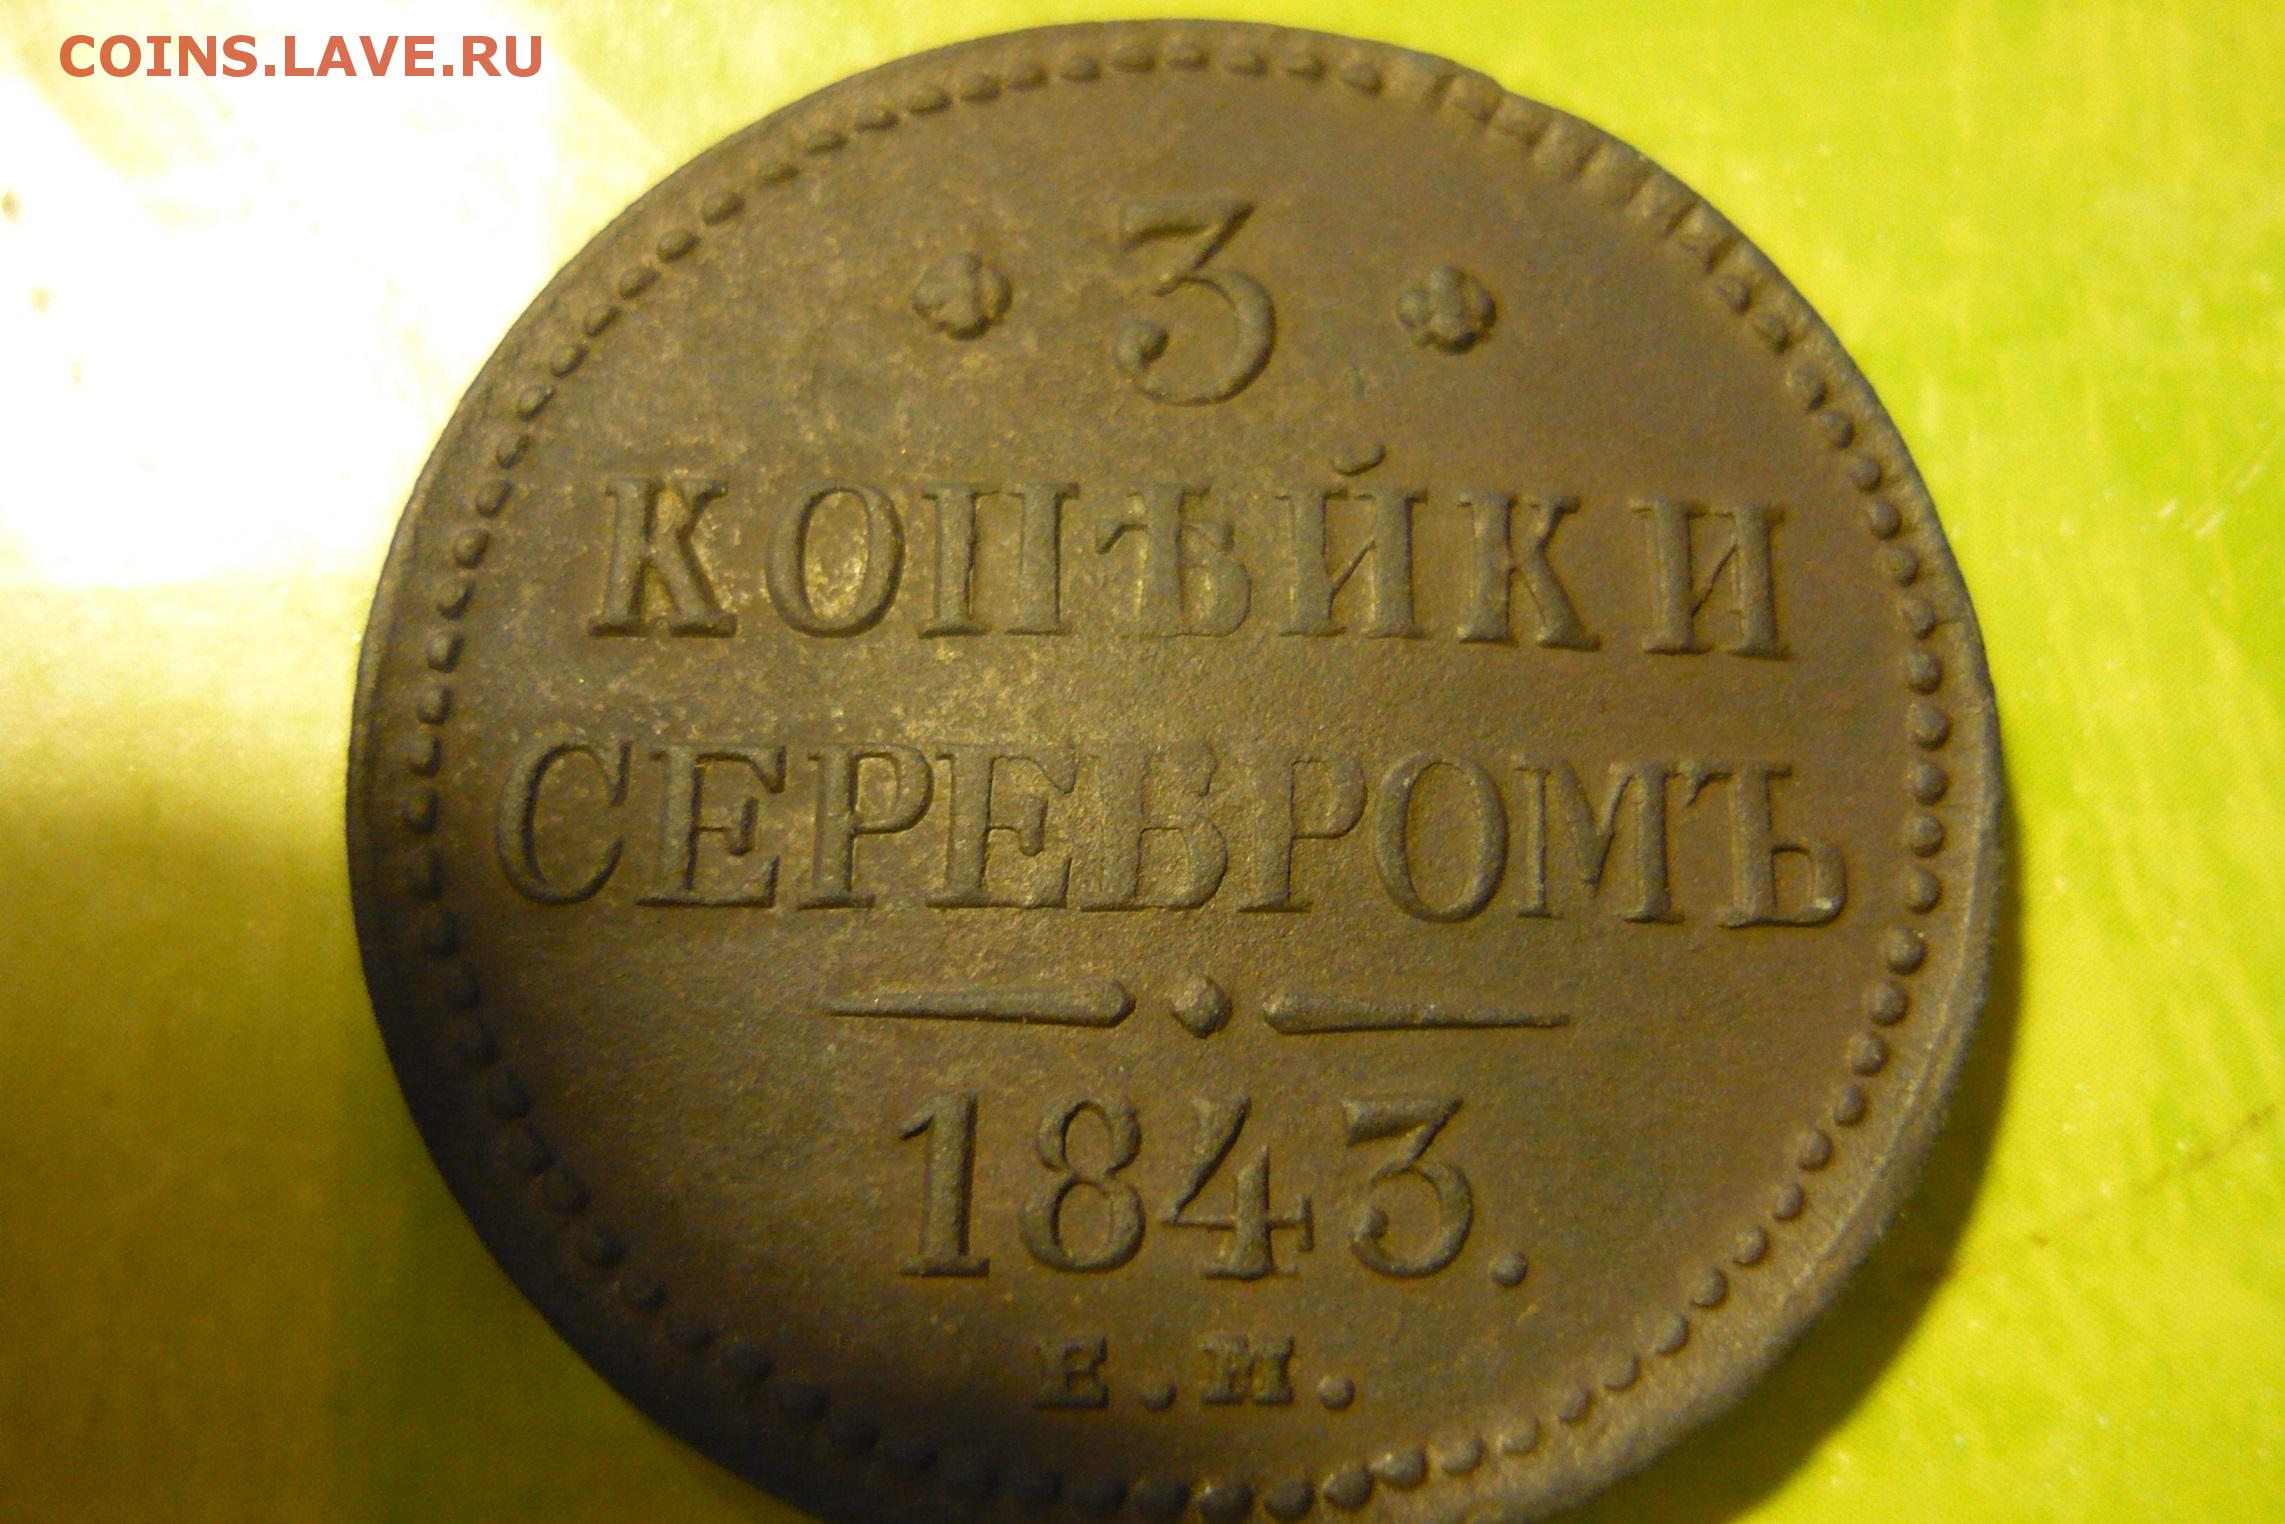 COINS.LAVE.RU
3
КОПѢЙКИ
СЕРЕБРОМЪ
1843.
Е.М.